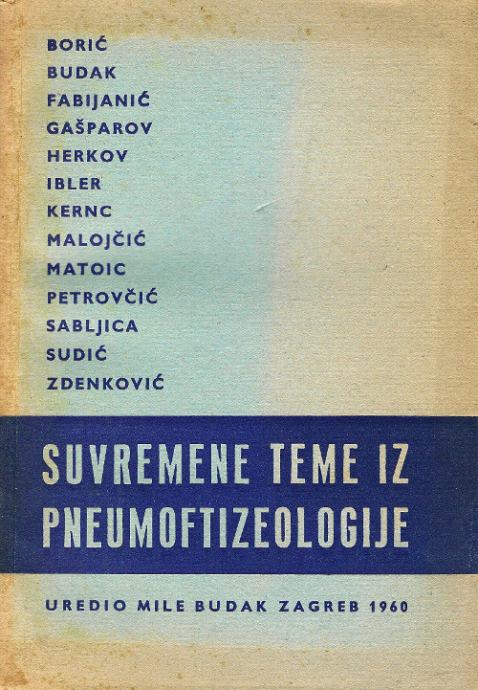 BORIĆ
BUDAK
FABIJANIĆ
GAŠPAROV
HERKOV
IBLER
KERNC
MALOJČIĆ
MATOIC
PETROVČIĆ
SABLJICA
SUDIĆ
ZDENKOVIĆ
SUVREMENE TEME IZ
PNEUMOFTIZEOLOGIJE
UREDIO MILE BUDAK ZAGREB 1960